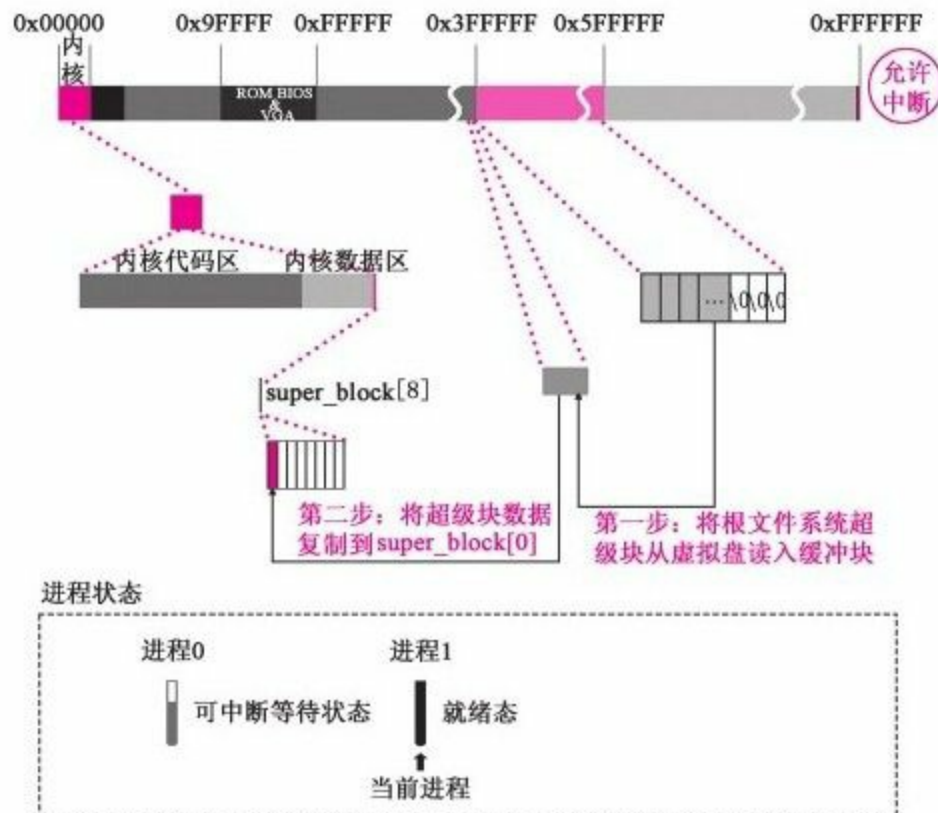 0x00000 0x9FFFF 0xFFFFF 0x3FFFFF 0x5FFFFF 0xFFFFFF
内
核
ROM BIOS
&
VGA
允许
中断
内核代码区 内核数据区
... \0 \0 \0
super_block[8]
第二步：将超级块数据
复制到super_block[0]
第一步：将根文件系统超
级块从虚拟盘读入缓冲块
进程状态
进程0 进程1
可中断等待状态 就绪态
当前进程